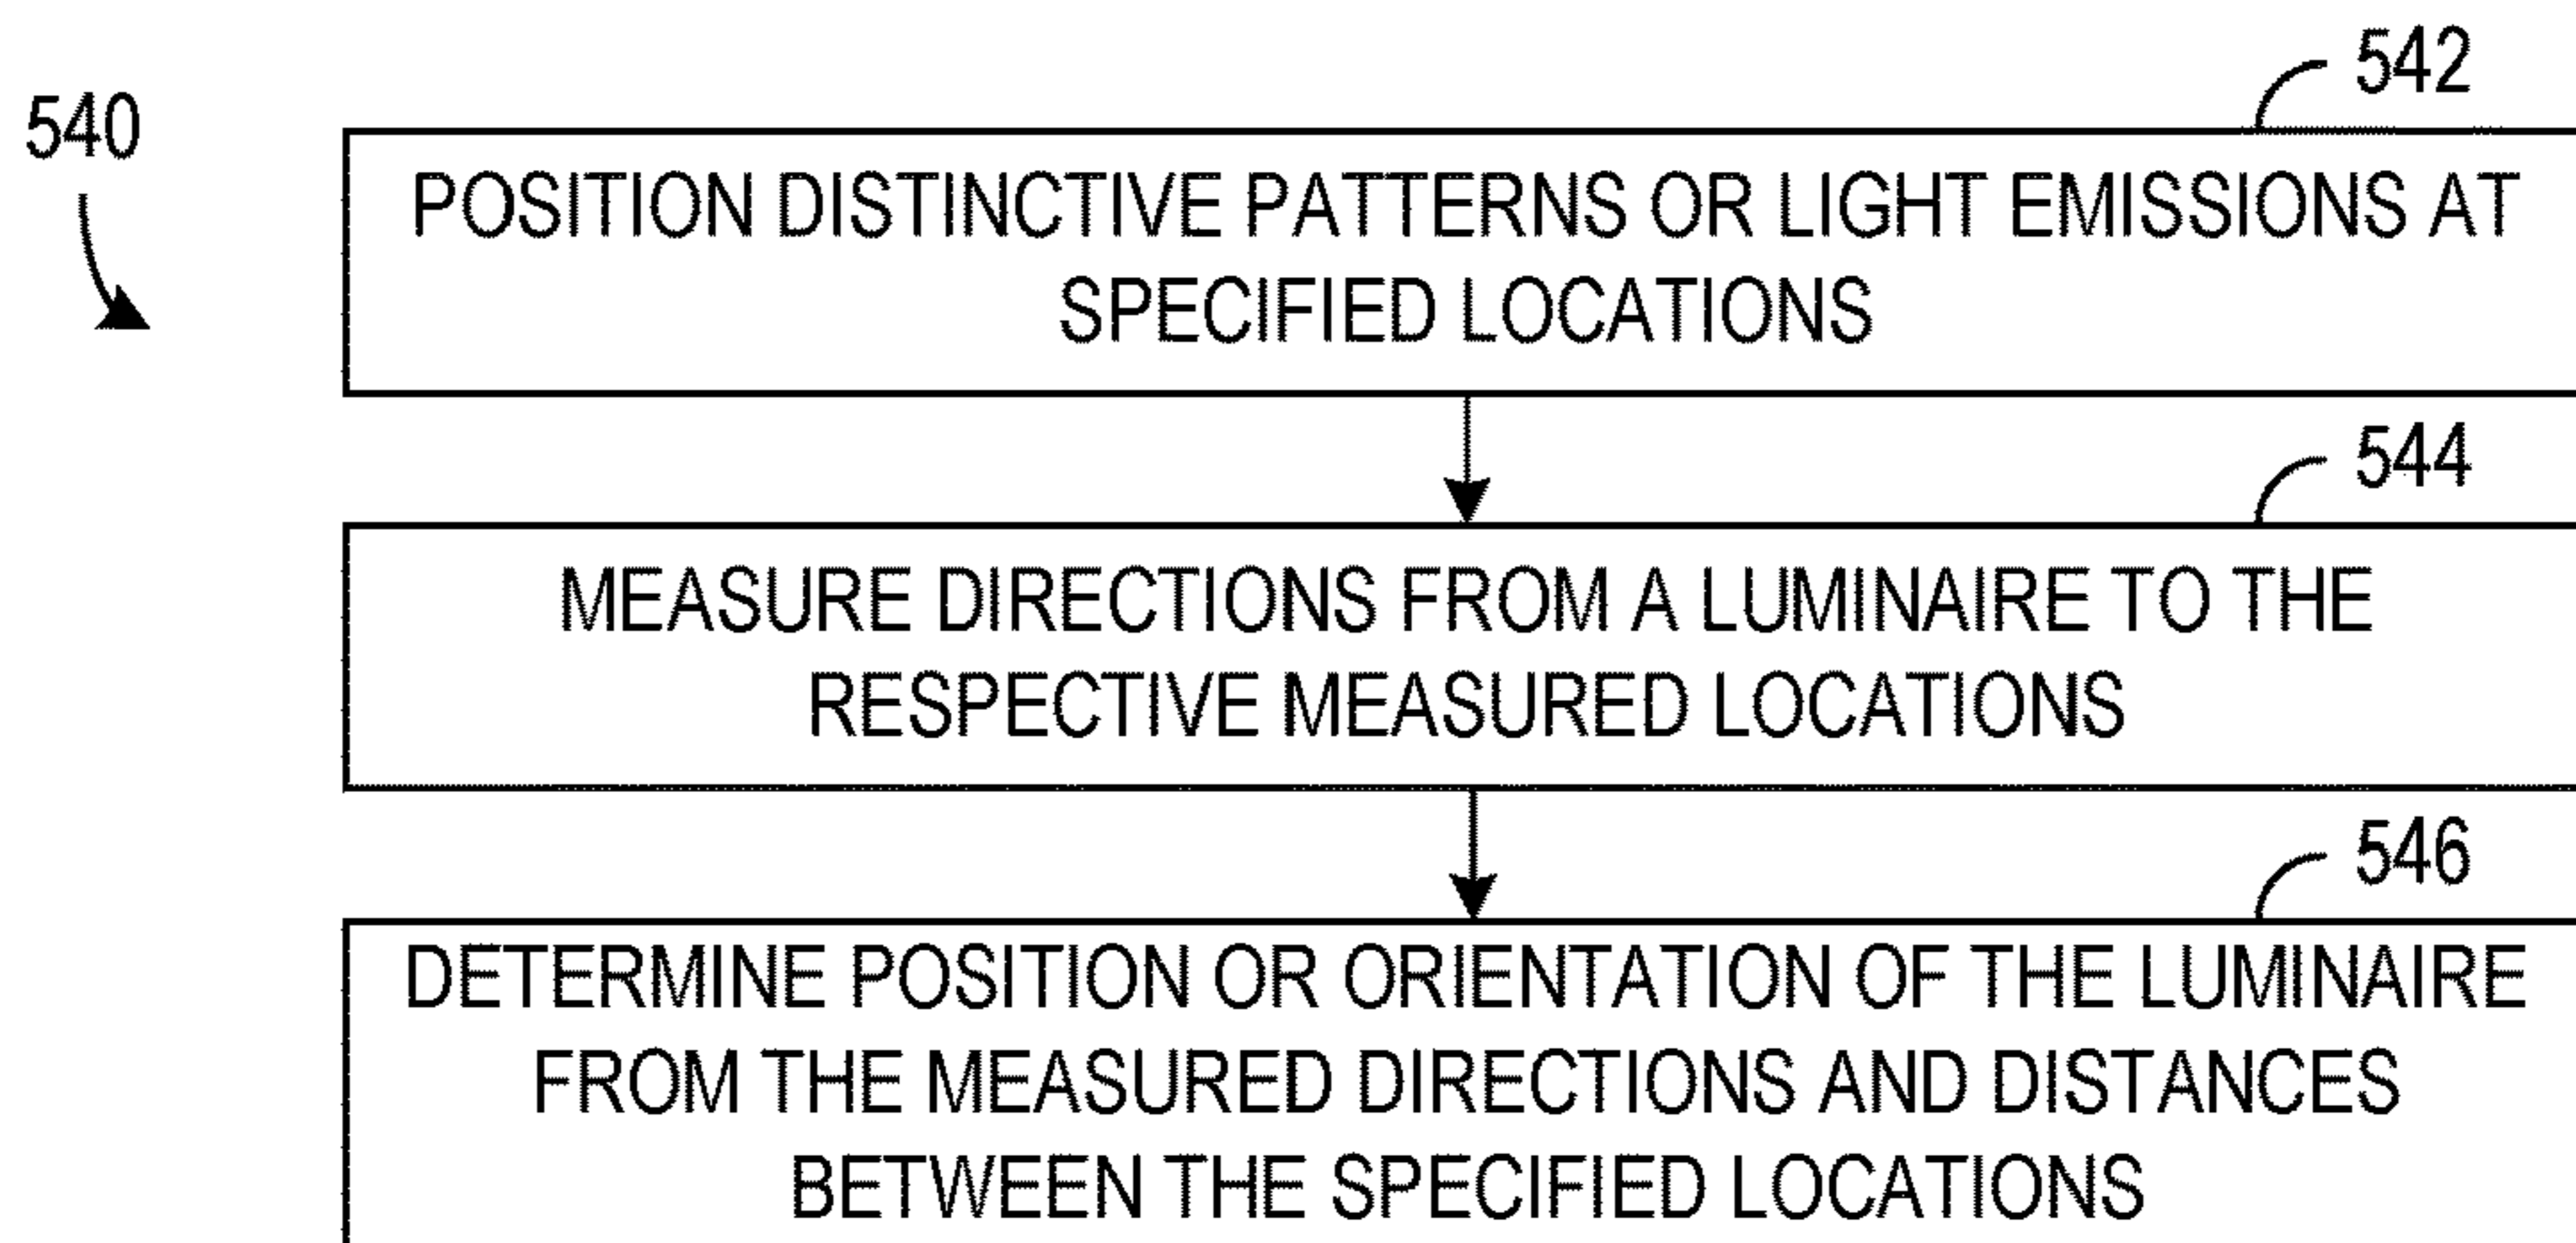 540
542
POSITION DISTINCTIVE PATTERNS OR LIGHT EMISSIONS AT
SPECIFIED LOCATIONS
544
MEASURE DIRECTIONS FROM A LUMINAIRE TO THE
RESPECTIVE MEASURED LOCATIONS
546
DETERMINE POSITION OR ORIENTATION OF THE LUMINAIRE
FROM THE MEASURED DIRECTIONS AND DISTANCES
BETWEEN THE SPECIFIED LOCATIONS